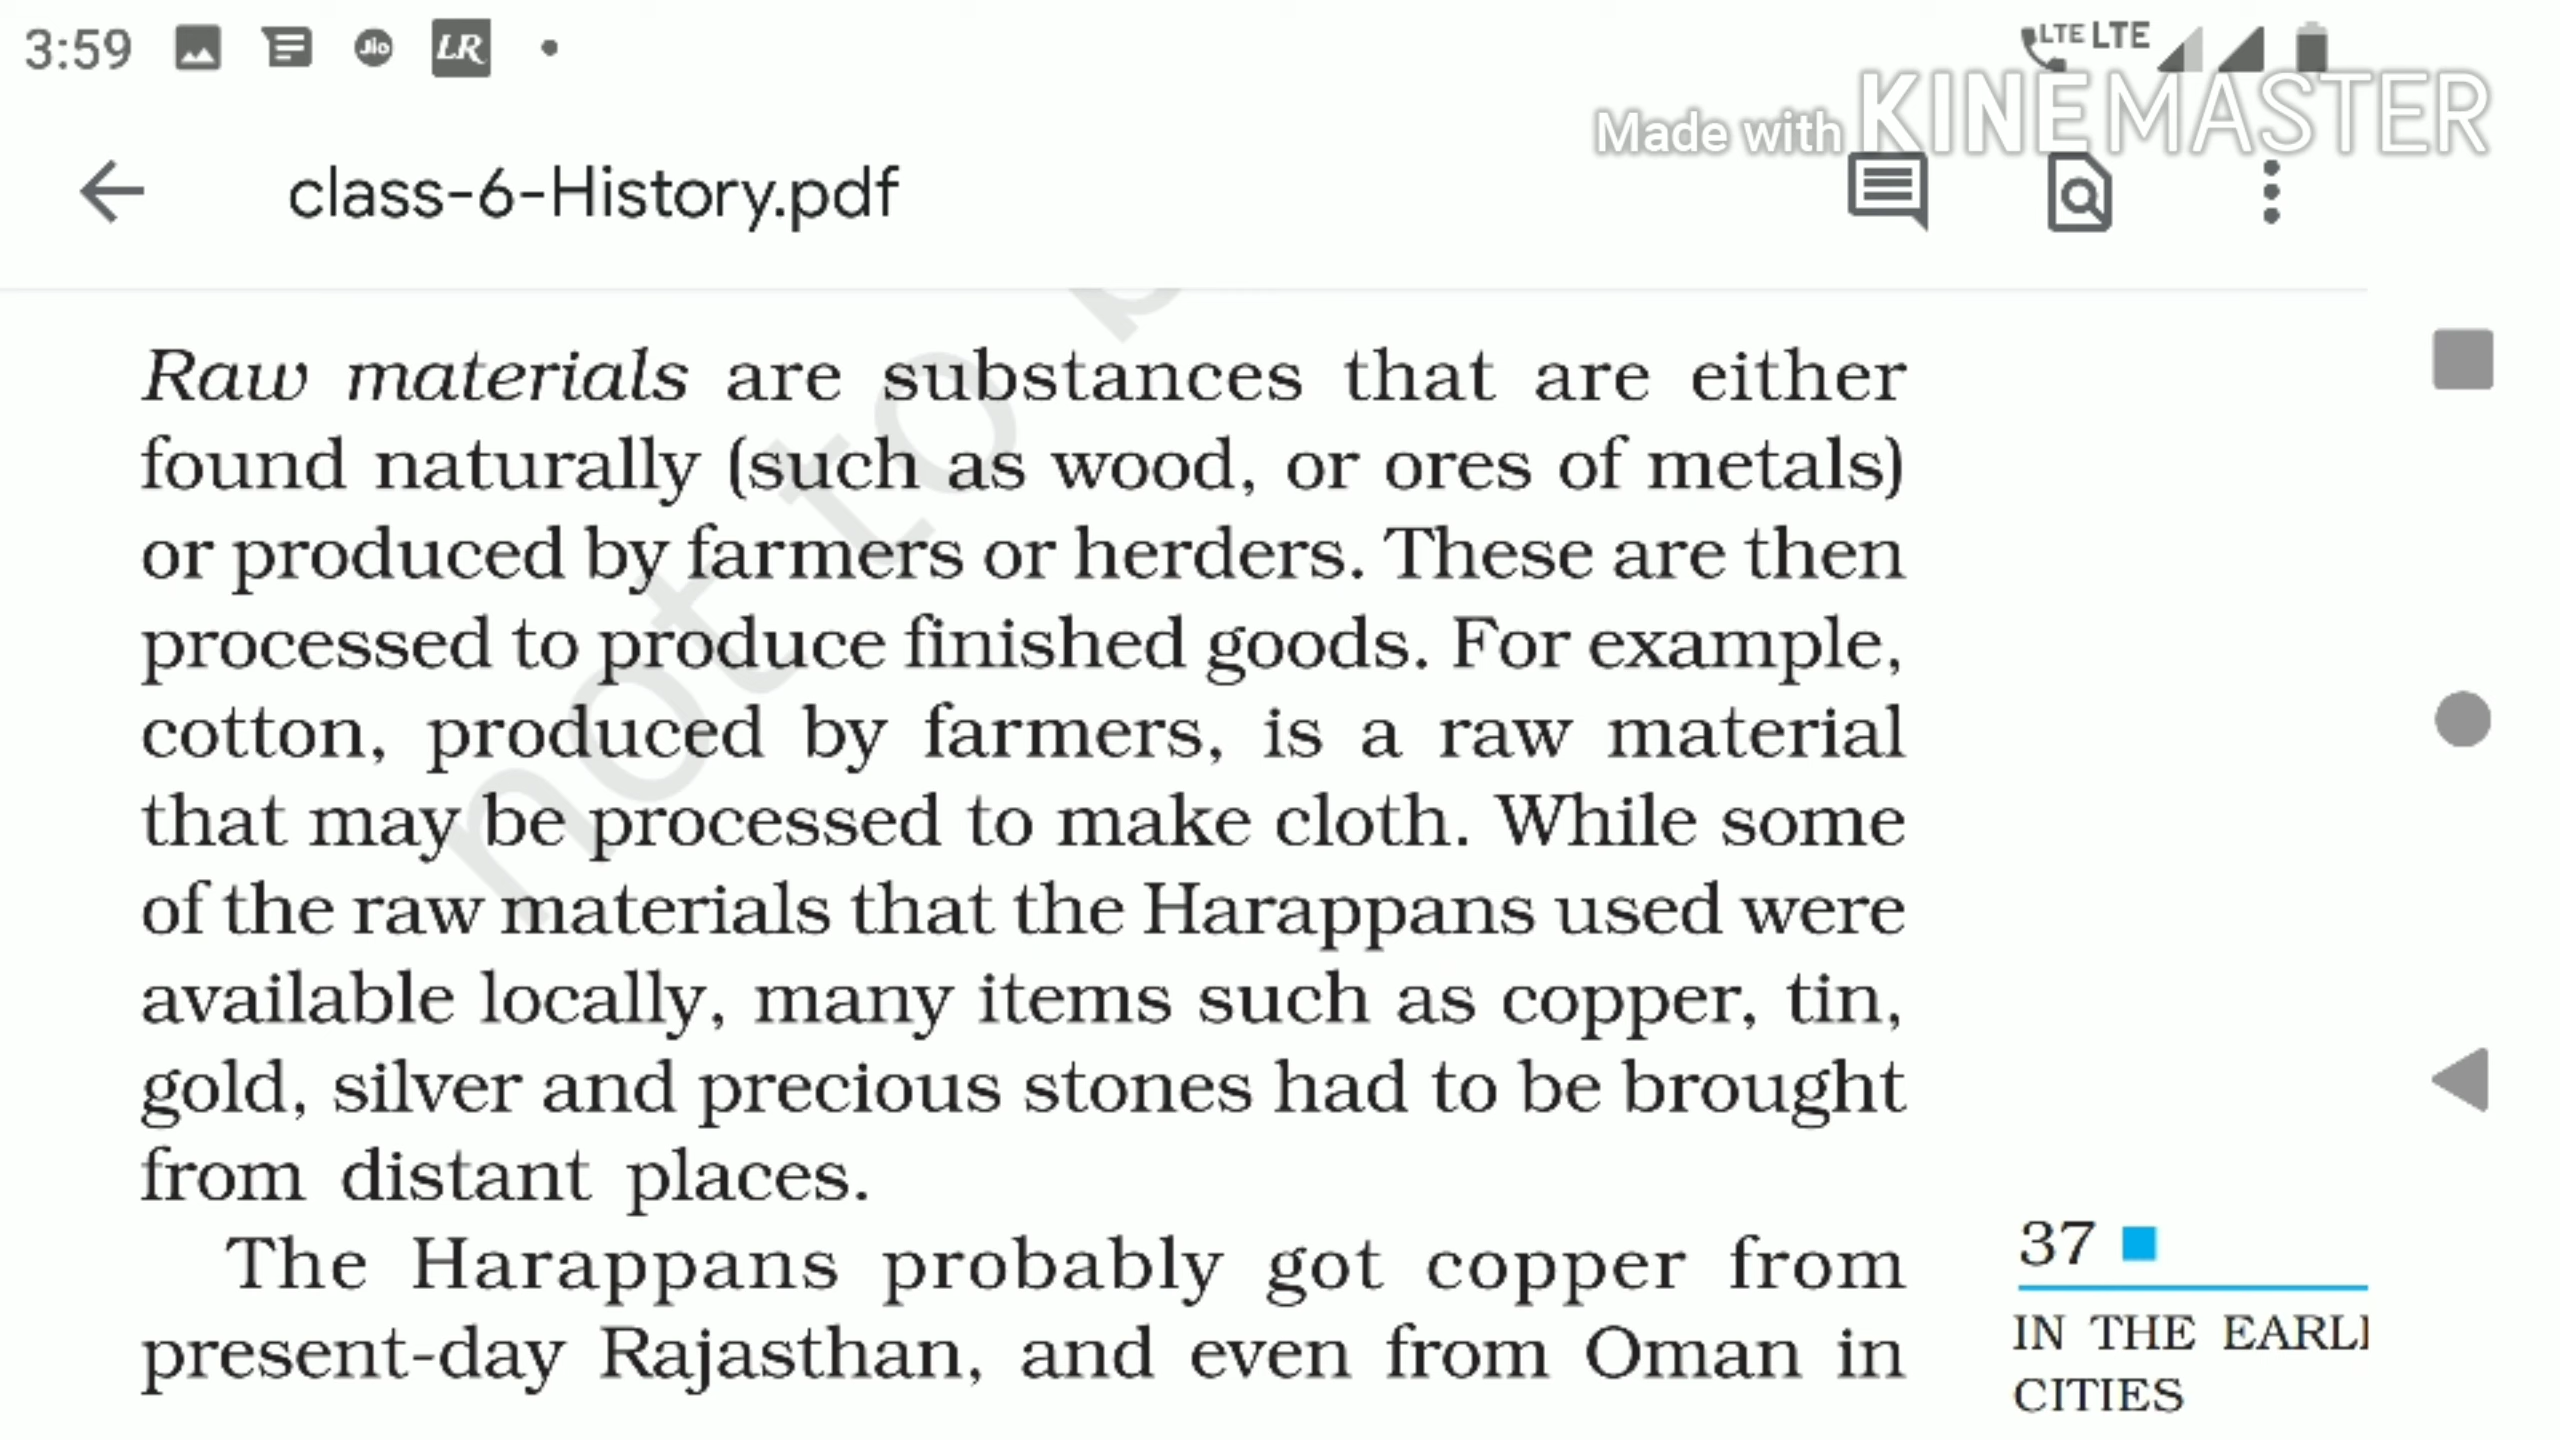 3:59 Jio LR LTE LTE
Made with KINEMASTER
class-6-History.pdf
Raw materials are substances that are either
found naturally (such as wood, or ores of metals)
or produced by farmers or herders. These are then
processed to produce finished goods. For example,
cotton, produced by farmers, is a raw material
that may be processed to make cloth. While some
of the raw materials that the Harappans used were
available locally, many items such as copper, tin,
gold, silver and precious stones had to be brought
from distant places.
The Harappans probably got copper from
present-day Rajasthan, and even from Oman in
37
IN THE EARLI
CITIES
not to b